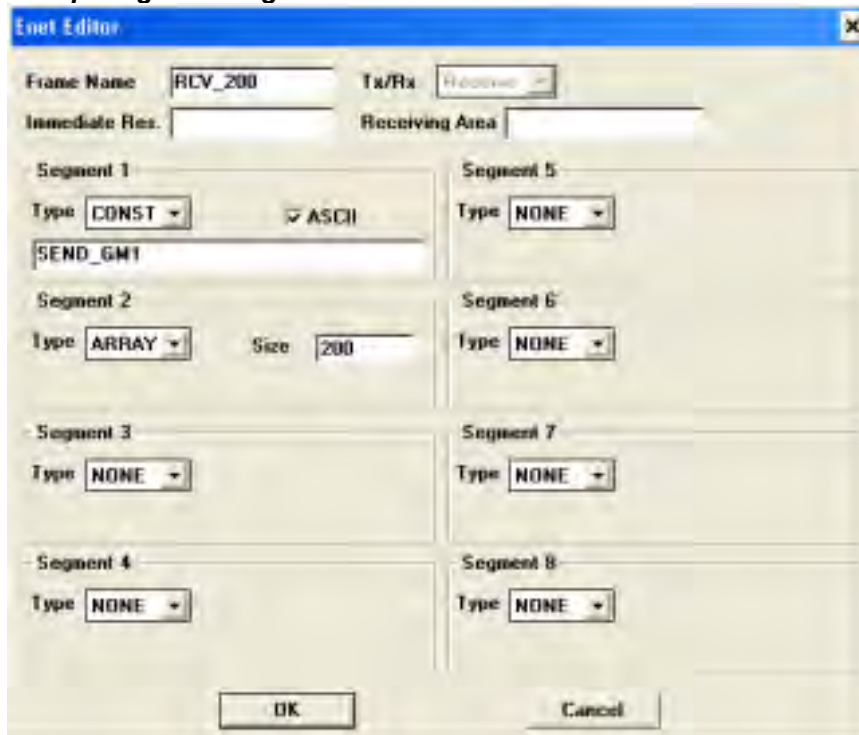 Enet Editor
Frame Name RCV_200 Tx/Rx Receive
Immediate Res. Receiving Area
Segment 1
Type CONST ASCII
SEND_GM1
Segment 2
Type ARRAY Size 200
Segment 3
Type NONE
Segment 4
Type NONE
Segment 5
Type NONE
Segment 6
Type NONE
Segment 7
Type NONE
Segment 8
Type NONE
OK Cancel